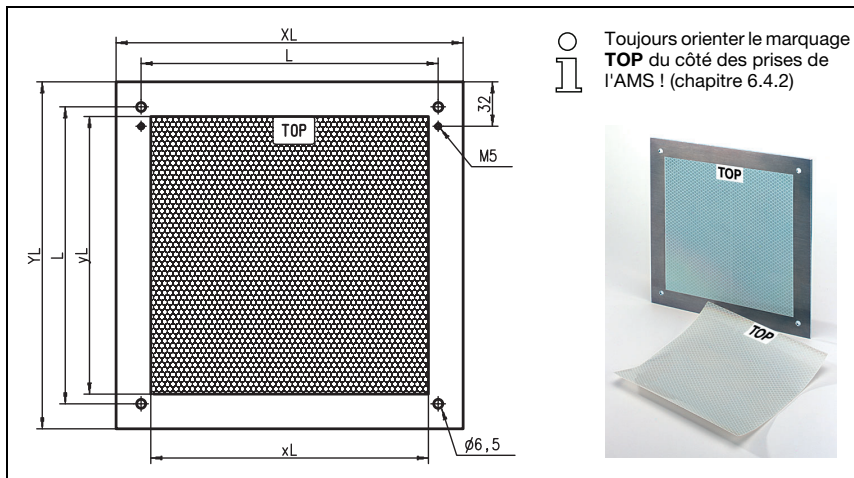 XL
L
32
TOP
M5
YL
L
yL
xL
ø6,5
Toujours orienter le marquage
TOP du côté des prises de
l'AMS ! (chapitre 6.4.2)
TOP
TOP